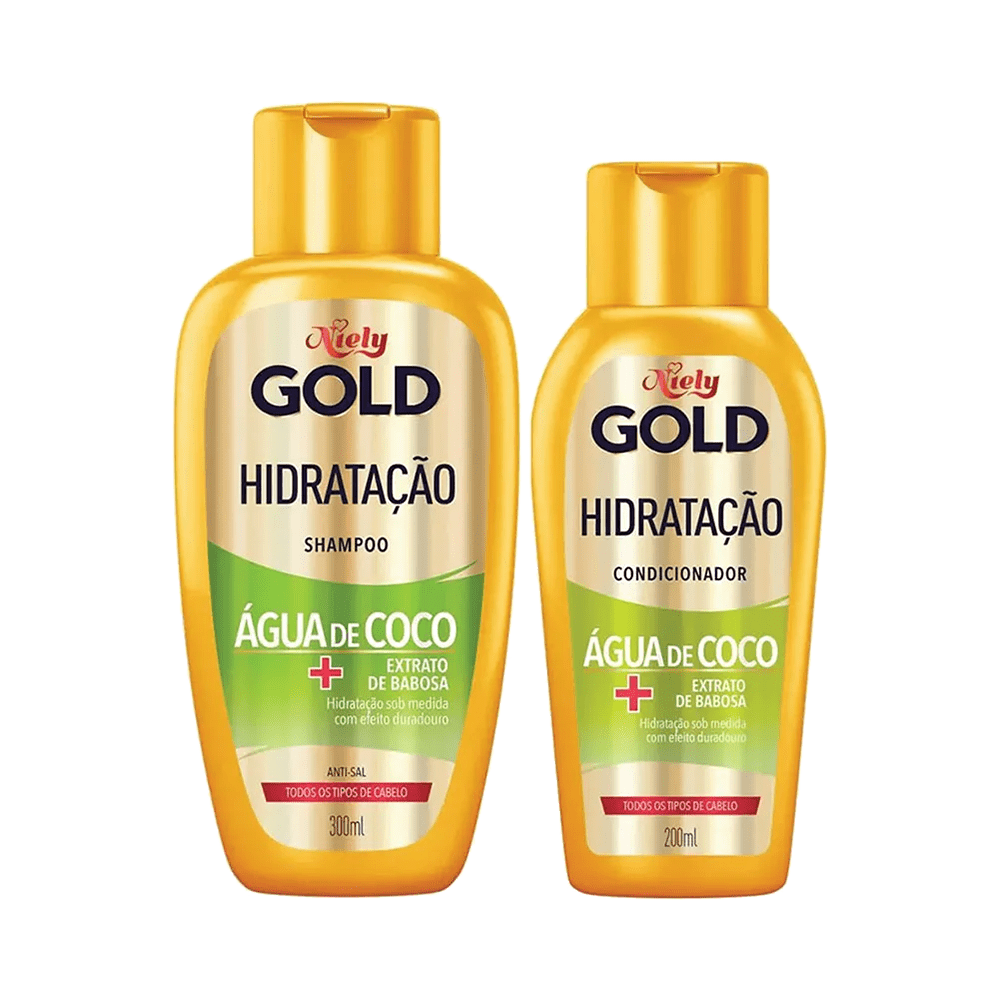 Niely
GOLD
HIDRATAÇÃO
SHAMPOO
ÁGUA DE COCO
+ EXTRATO
DE BABOSA
Hidratação sob medida
com efeito duradouro
ANTI-SAL
TODOS OS TIPOS DE CABELO
300ml
Niely
GOLD
HIDRATAÇÃO
CONDICIONADOR
ÁGUA DE COCO
+ EXTRATO
DE BABOSA
Hidratação sob medida
com efeito duradouro
TODOS OS TIPOS DE CABELO
200ml